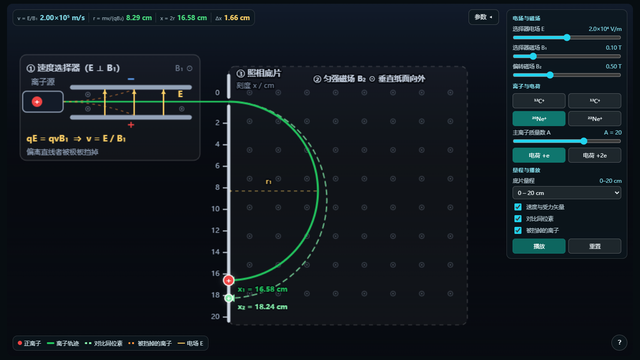 v = E/B₁ 2.00×10⁵ m/s r = mv/(qB₂) 8.29 cm x = 2r 16.58 cm Δx 1.66 cm
参数
① 速度选择器（E ⊥ B₁）
B₁ ⊙
离子源
−
E
+
qE = qvB₁ ⇒ v = E / B₁
偏离直线者被极板挡掉
① 照相底片
刻度 x / cm
② 匀强磁场 B₂ ⊙ 垂直纸面向外
0
2
4
6
8
10
12
14
16
18
20
r₁
x₁ = 16.58 cm
x₂ = 18.24 cm
正离子 离子轨迹 对比同位素 被挡掉的离子 电场 E
电场与磁场
选择器电场 E 2.0×10⁴ V/m
选择器磁场 B₁ 0.10 T
偏转磁场 B₂ 0.50 T
离子与电荷
²⁰Ne⁺
主离子质量数 A A = 20
电荷 +e 电荷 +2e
量程与播放
底片量程 0–20 cm
0 – 20 cm
速度与受力矢量
对比同位素
被挡掉的离子
播放 重置
?